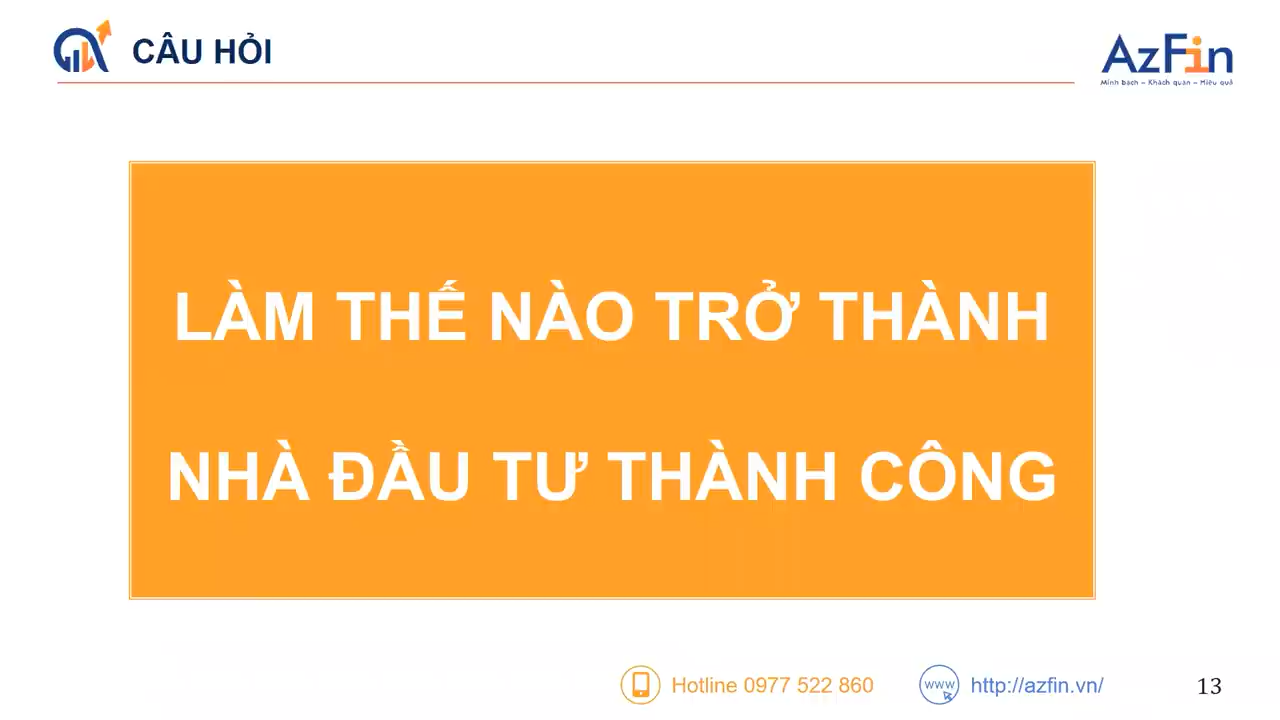 CÂU HỎI
AzFin
Minh bạch – Khách quan – Hiệu quả
LÀM THẾ NÀO TRỞ THÀNH
NHÀ ĐẦU TƯ THÀNH CÔNG
Hotline 0977 522 860
www
http://azfin.vn/
13